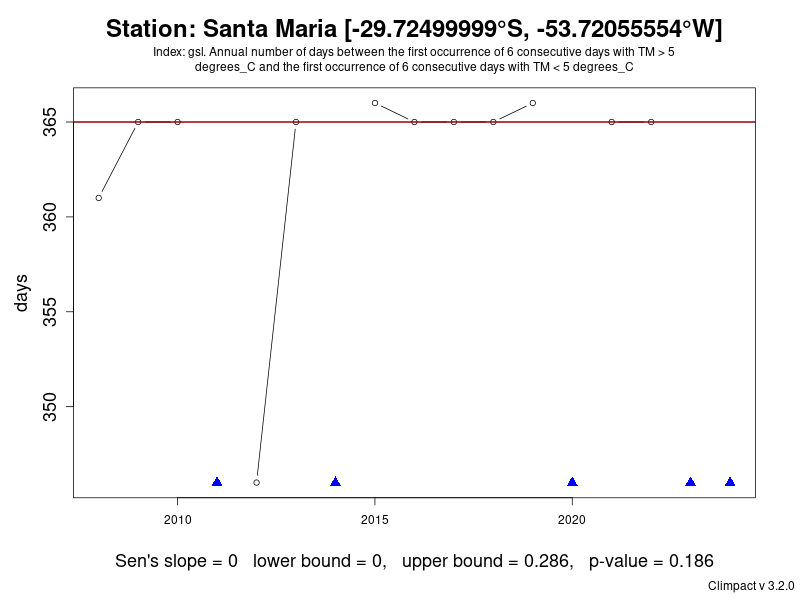 Station: Santa Maria [-29.72499999°S, -53.72055554°W]
Index: gsl. Annual number of days between the first occurrence of 6 consecutive days with TM > 5
degrees_C and the first occurrence of 6 consecutive days with TM < 5 degrees_C
days
365
360
355
350
2010
2015
2020
Sen's slope = 0 lower bound = 0, upper bound = 0.286, p-value = 0.186
Climpact v 3.2.0